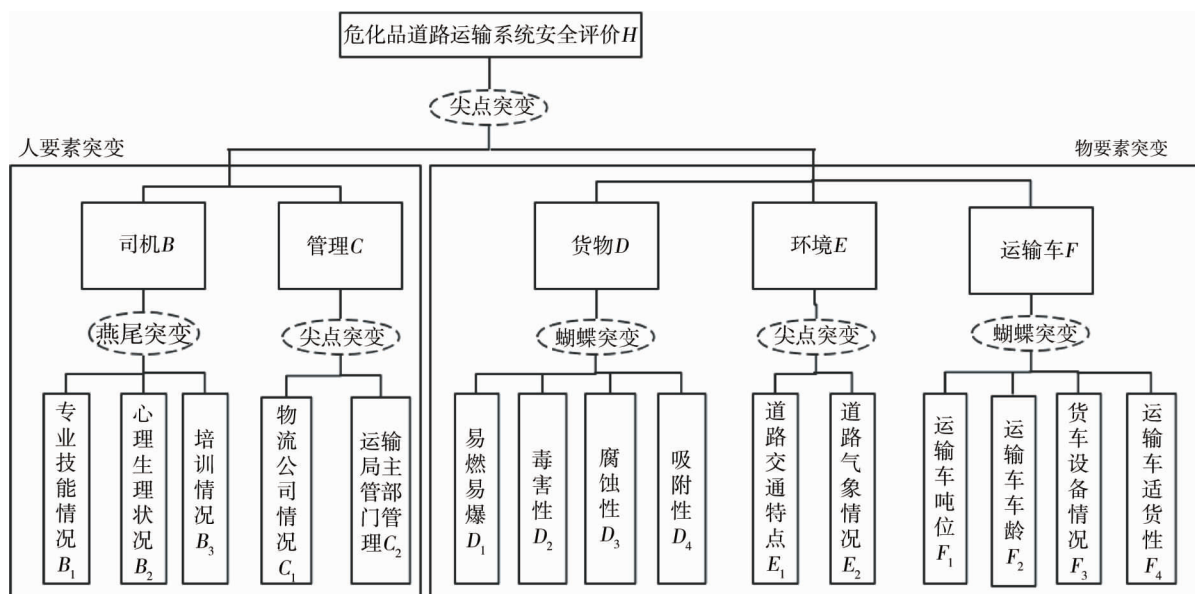 危化品道路运输系统安全评价H
尖点突变
人要素突变
物要素突变
司机B
管理C
货物D
环境E
运输车F
燕尾突变
尖点突变
蝴蝶突变
尖点突变
蝴蝶突变
专业技能情况B₁
心理生理状况B₂
培训情况B₃
物流公司情况C₁
运输
局主
管部
门管
理C₂
易燃易爆D₁
毒害性D₂
腐蚀性D₃
吸附性D₄
道路交通特点E₁
道路气象情况E₂
运输车吨位F₁
运输车车龄F₂
货车设备情况F₃
运输车适货性F₄